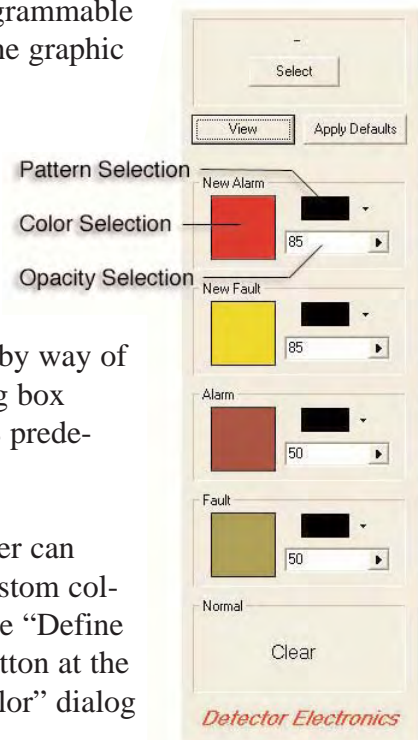 grammable
ne graphic
by way of
g box
prede-
er can
stom col-
e “Define
tton at the
lor” dialog
Pattern Selection
Color Selection
Opacity Selection
-
Select
View
Apply Defaults
New Alarm
85
New Fault
85
Alarm
50
Fault
50
Normal
Clear
Detector Electronics